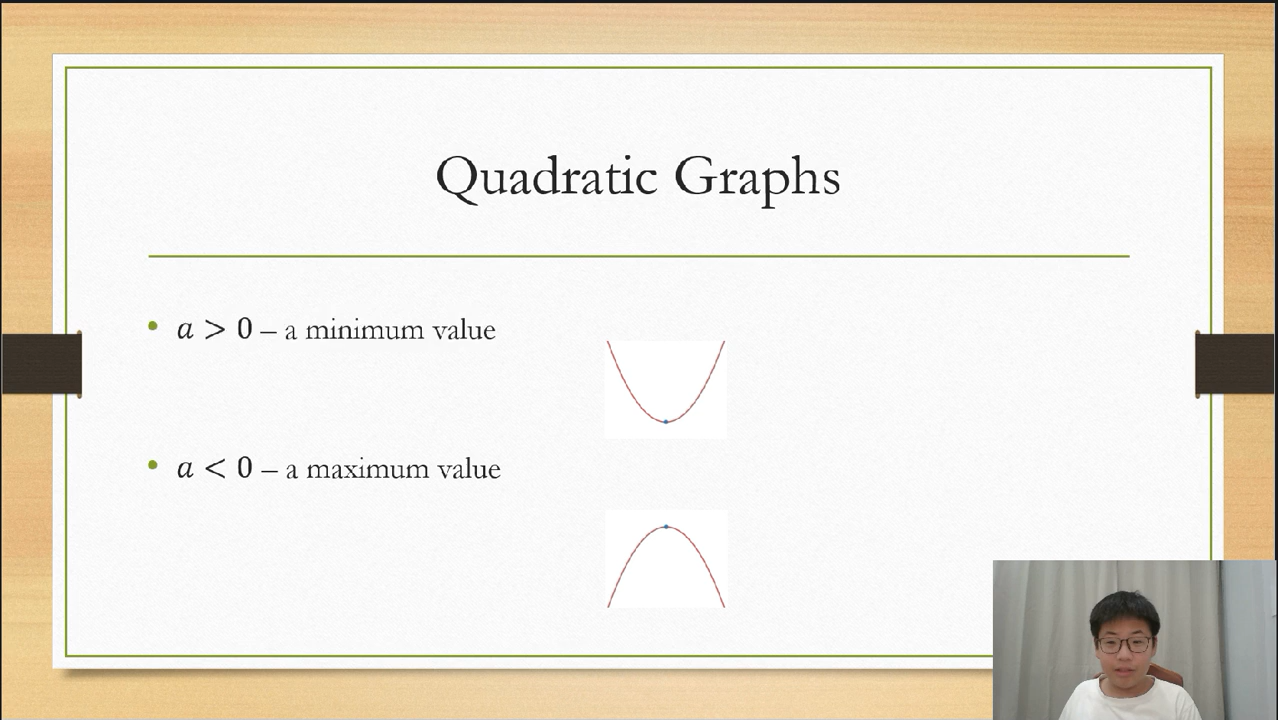 Quadratic Graphs
• 𝑎 > 0 – a minimum value
• 𝑎 < 0 – a maximum value